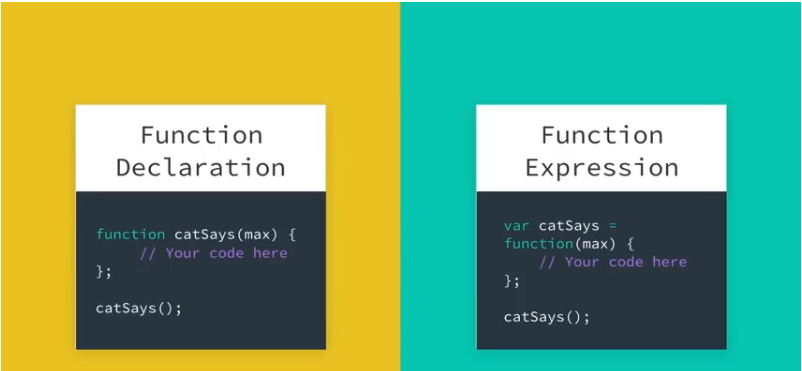 Function
Declaration
function catSays(max) {
// Your code here
};
catSays();
Function
Expression
var catSays =
function(max) {
// Your code here
};
catSays();